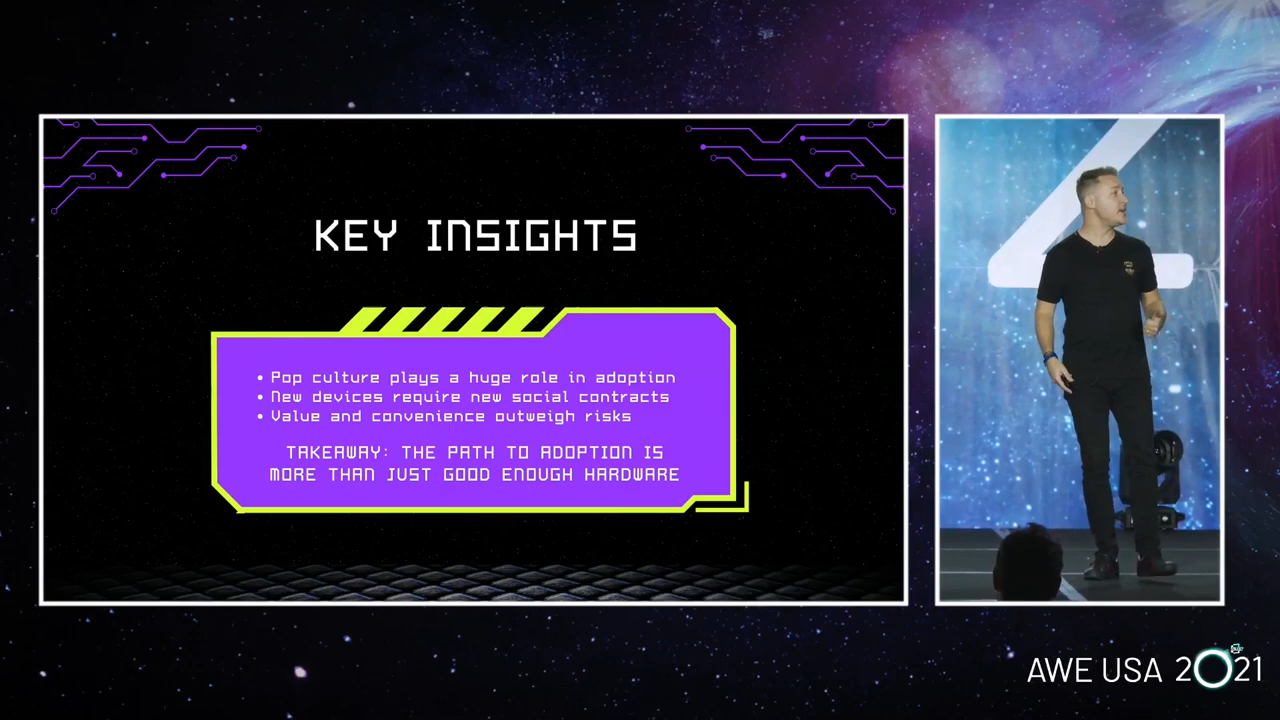 KEY INSIGHTS
• Pop culture plays a huge role in adoption
• New devices require new social contracts
• Value and convenience outweigh risks
TAKEAWAY: THE PATH TO ADOPTION IS
MORE THAN JUST GOOD ENOUGH HARDWARE
AWE USA 2021